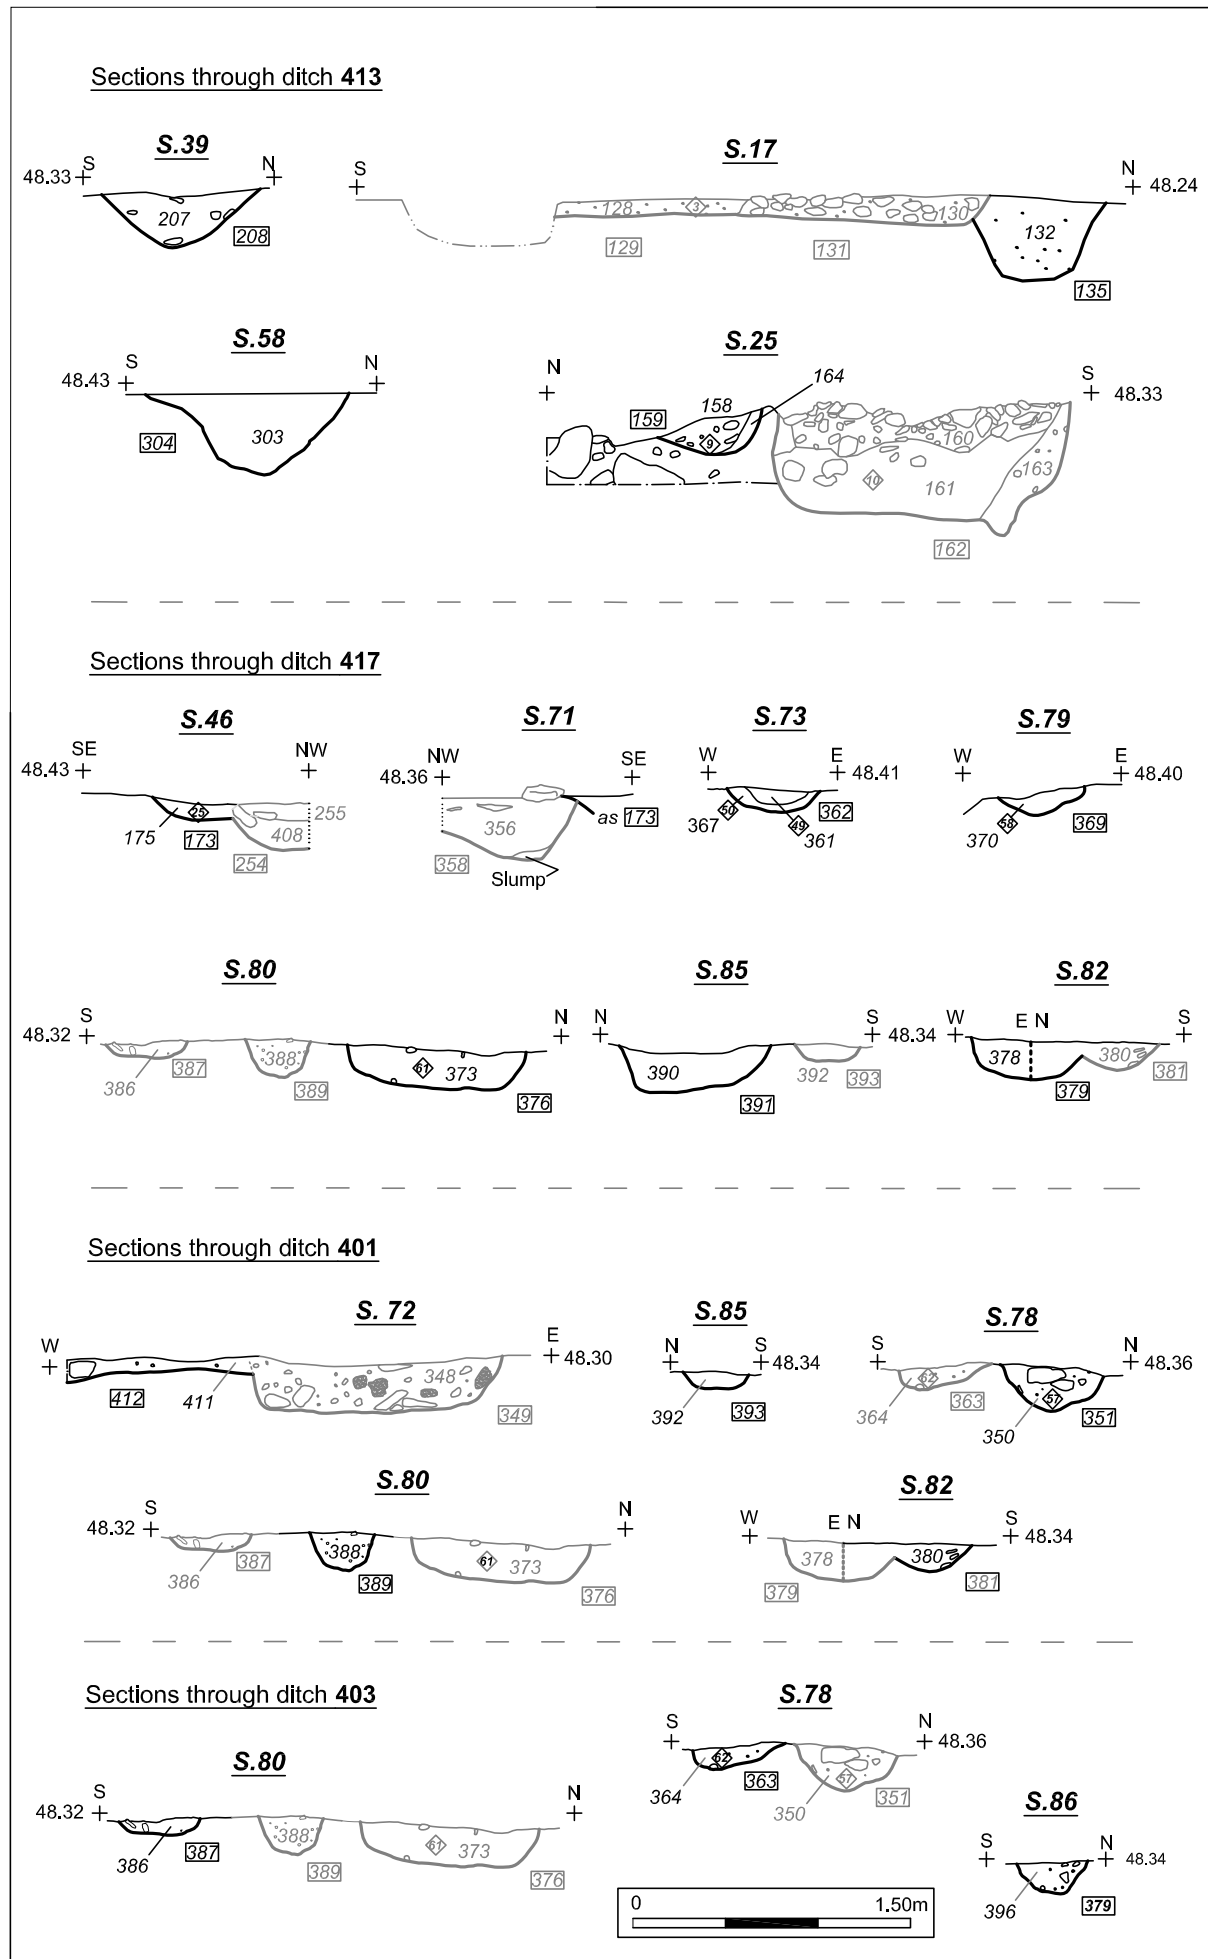 Sections through ditch 413
S.39
S
N
48.33
207
208
S.17
S
N
48.24
128
3
130
132
129
131
135
S.58
S
N
48.43
304
303
S.25
N
S
48.33
164
159
158
9
160
163
10
161
162
Sections through ditch 417
S.46
SE
NW
48.43
25
255
175
173
408
254
S.71
NW
SE
48.36
356
as 173
358
Slump
S.73
W
E
48.41
50
362
367
49
361
S.79
W
E
48.40
58
369
370
S.80
S
N
48.32
386
387
388
389
61
373
376
S.85
N
S
48.34
390
391
392
393
S.82
W
E N
S
48.34
378
379
380
381
Sections through ditch 401
S. 72
W
E
48.30
412
411
348
349
S.85
N
S
48.34
392
393
S.78
S
N
48.36
62
364
363
57
350
351
S.80
S
N
48.32
386
387
388
389
61
373
376
S.82
W
E N
S
48.34
378
379
380
381
Sections through ditch 403
S.80
S
N
48.32
386
387
388
389
61
373
376
S.78
S
N
48.36
62
364
363
57
350
351
S.86
S
N
48.34
396
379
0
1.50m